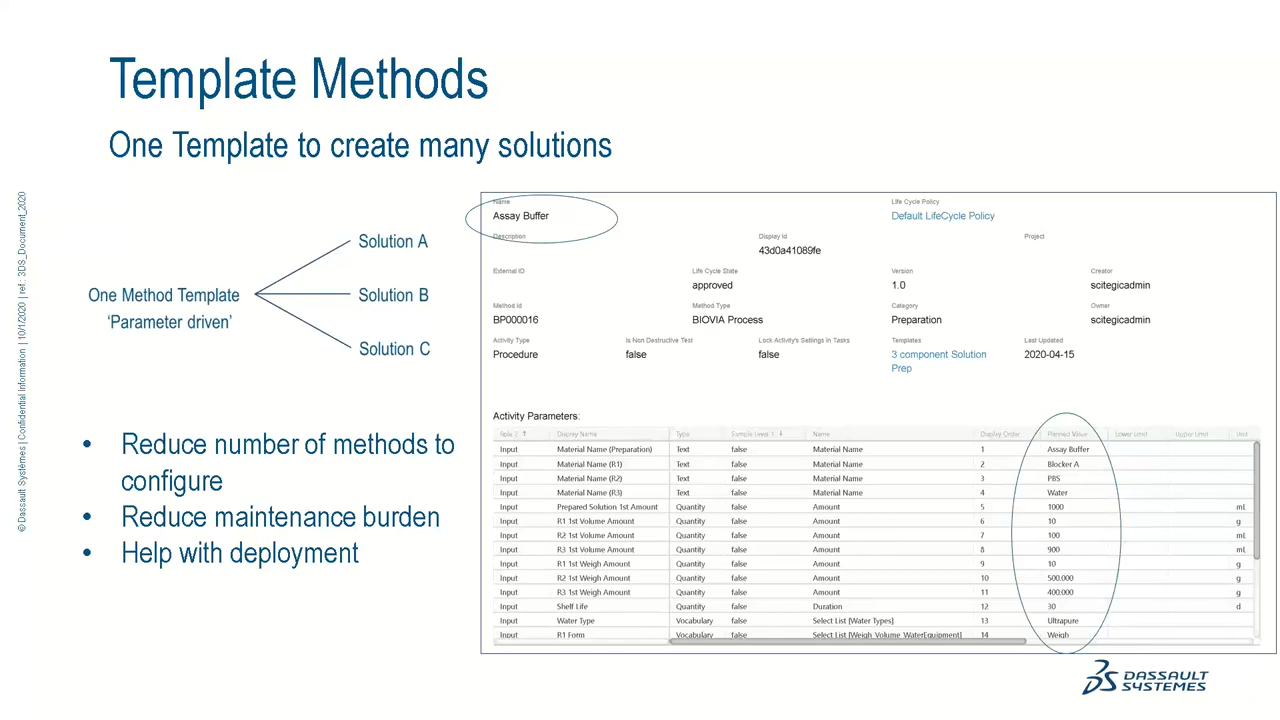 Template Methods
One Template to create many solutions
© Dassault Systèmes | Confidential Information | 10/1/2020 | ref.: 3DS_Document_2020
One Method Template
'Parameter driven'
Solution A
Solution B
Solution C
• Reduce number of methods to
configure
• Reduce maintenance burden
• Help with deployment
Name Life Cycle Policy
Assay Buffer Default LifeCycle Policy
Description Display Id Project
43d0a41089fe
External ID Life Cycle State Version Creator
approved 1.0 scitegicadmin
Method Id Method Type Category Owner
BP000016 BIOVIA Process Preparation scitegicadmin
Activity Type Is Non Destructive Test Lock Activity's Settings in Tasks Templates Last Updated
Procedure false false 3 component Solution 2020-04-15
Prep
Activity Parameters:
Role 2 Display Name Type Sample Level 1 Name Display Order Planned Value Lower Limit Upper Limit Unit
Input Material Name (Preparation) Text false Material Name 1 Assay Buffer
Input Material Name (R1) Text false Material Name 2 Blocker A
Input Material Name (R2) Text false Material Name 3 PBS
Input Material Name (R3) Text false Material Name 4 Water
Input Prepared Solution 1st Amount Quantity false Amount 5 1000 mL
Input R1 1st Volume Amount Quantity false Amount 6 10 g
Input R2 1st Volume Amount Quantity false Amount 7 100 mL
Input R3 1st Volume Amount Quantity false Amount 8 900 mL
Input R1 1st Weigh Amount Quantity false Amount 9 10 g
Input R2 1st Weigh Amount Quantity false Amount 10 500.000 g
Input R3 1st Weigh Amount Quantity false Amount 11 400.000 g
Input Shelf Life Quantity false Duration 12 30 d
Input Water Type Vocabulary false Select List [Water Types] 13 Ultrapure
Input R1 Form Vocabulary false Select List [Weigh_Volume_WaterEquipment] 14 Weigh
DASSAULT
SYSTEMES